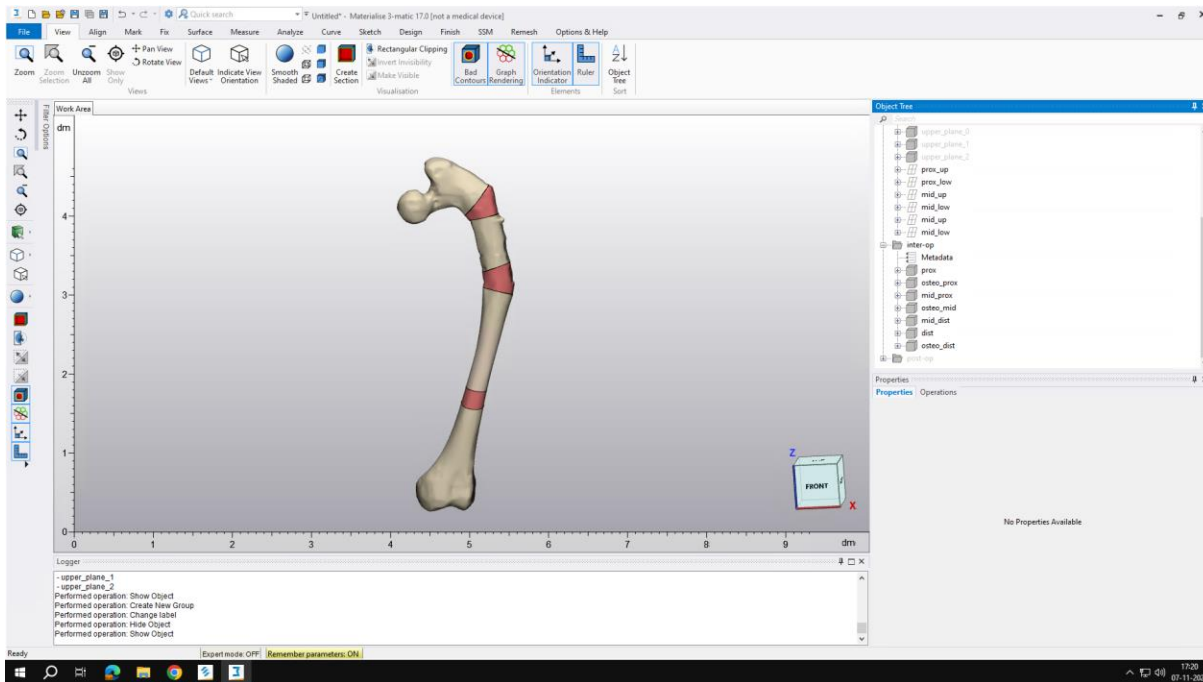 Quick search
Untitled* - Materialise 3-matic 17.0 [not a medical device]
File View Align Mark Fix Surface Measure Analyze Curve Sketch Design Finish SSM Remesh Options & Help
Zoom
Zoom Selection
Unzoom All
Show Only
Pan View
Rotate View
Default Views
Indicate View Orientation
Views
Smooth Shaded
Create Section
Rectangular Clipping
Invert Invisibility
Make Visible
Visualisation
Bad Contours
Graph Rendering
Orientation Indicator
Ruler
Elements
Object Tree
Sort
Filter Options
Work Area
dm
4
3
2
1
0
0 1 2 3 4 5 6 7 8 9 dm
Z
FRONT
X
Logger
- upper_plane_1
- upper_plane_2
Performed operation: Show Object
Performed operation: Create New Group
Performed operation: Change label
Performed operation: Hide Object
Performed operation: Show Object
Object Tree
Search
upper_plane_0
upper_plane_1
upper_plane_2
prox_up
prox_low
mid_up
mid_low
mid_up
mid_low
inter-op
Metadata
prox
osteo_prox
mid_prox
osteo_mid
mid_dist
dist
osteo_dist
post-op
Properties
Properties Operations
No Properties Available
Ready
Expert mode: OFF
Remember parameters: ON
17:20